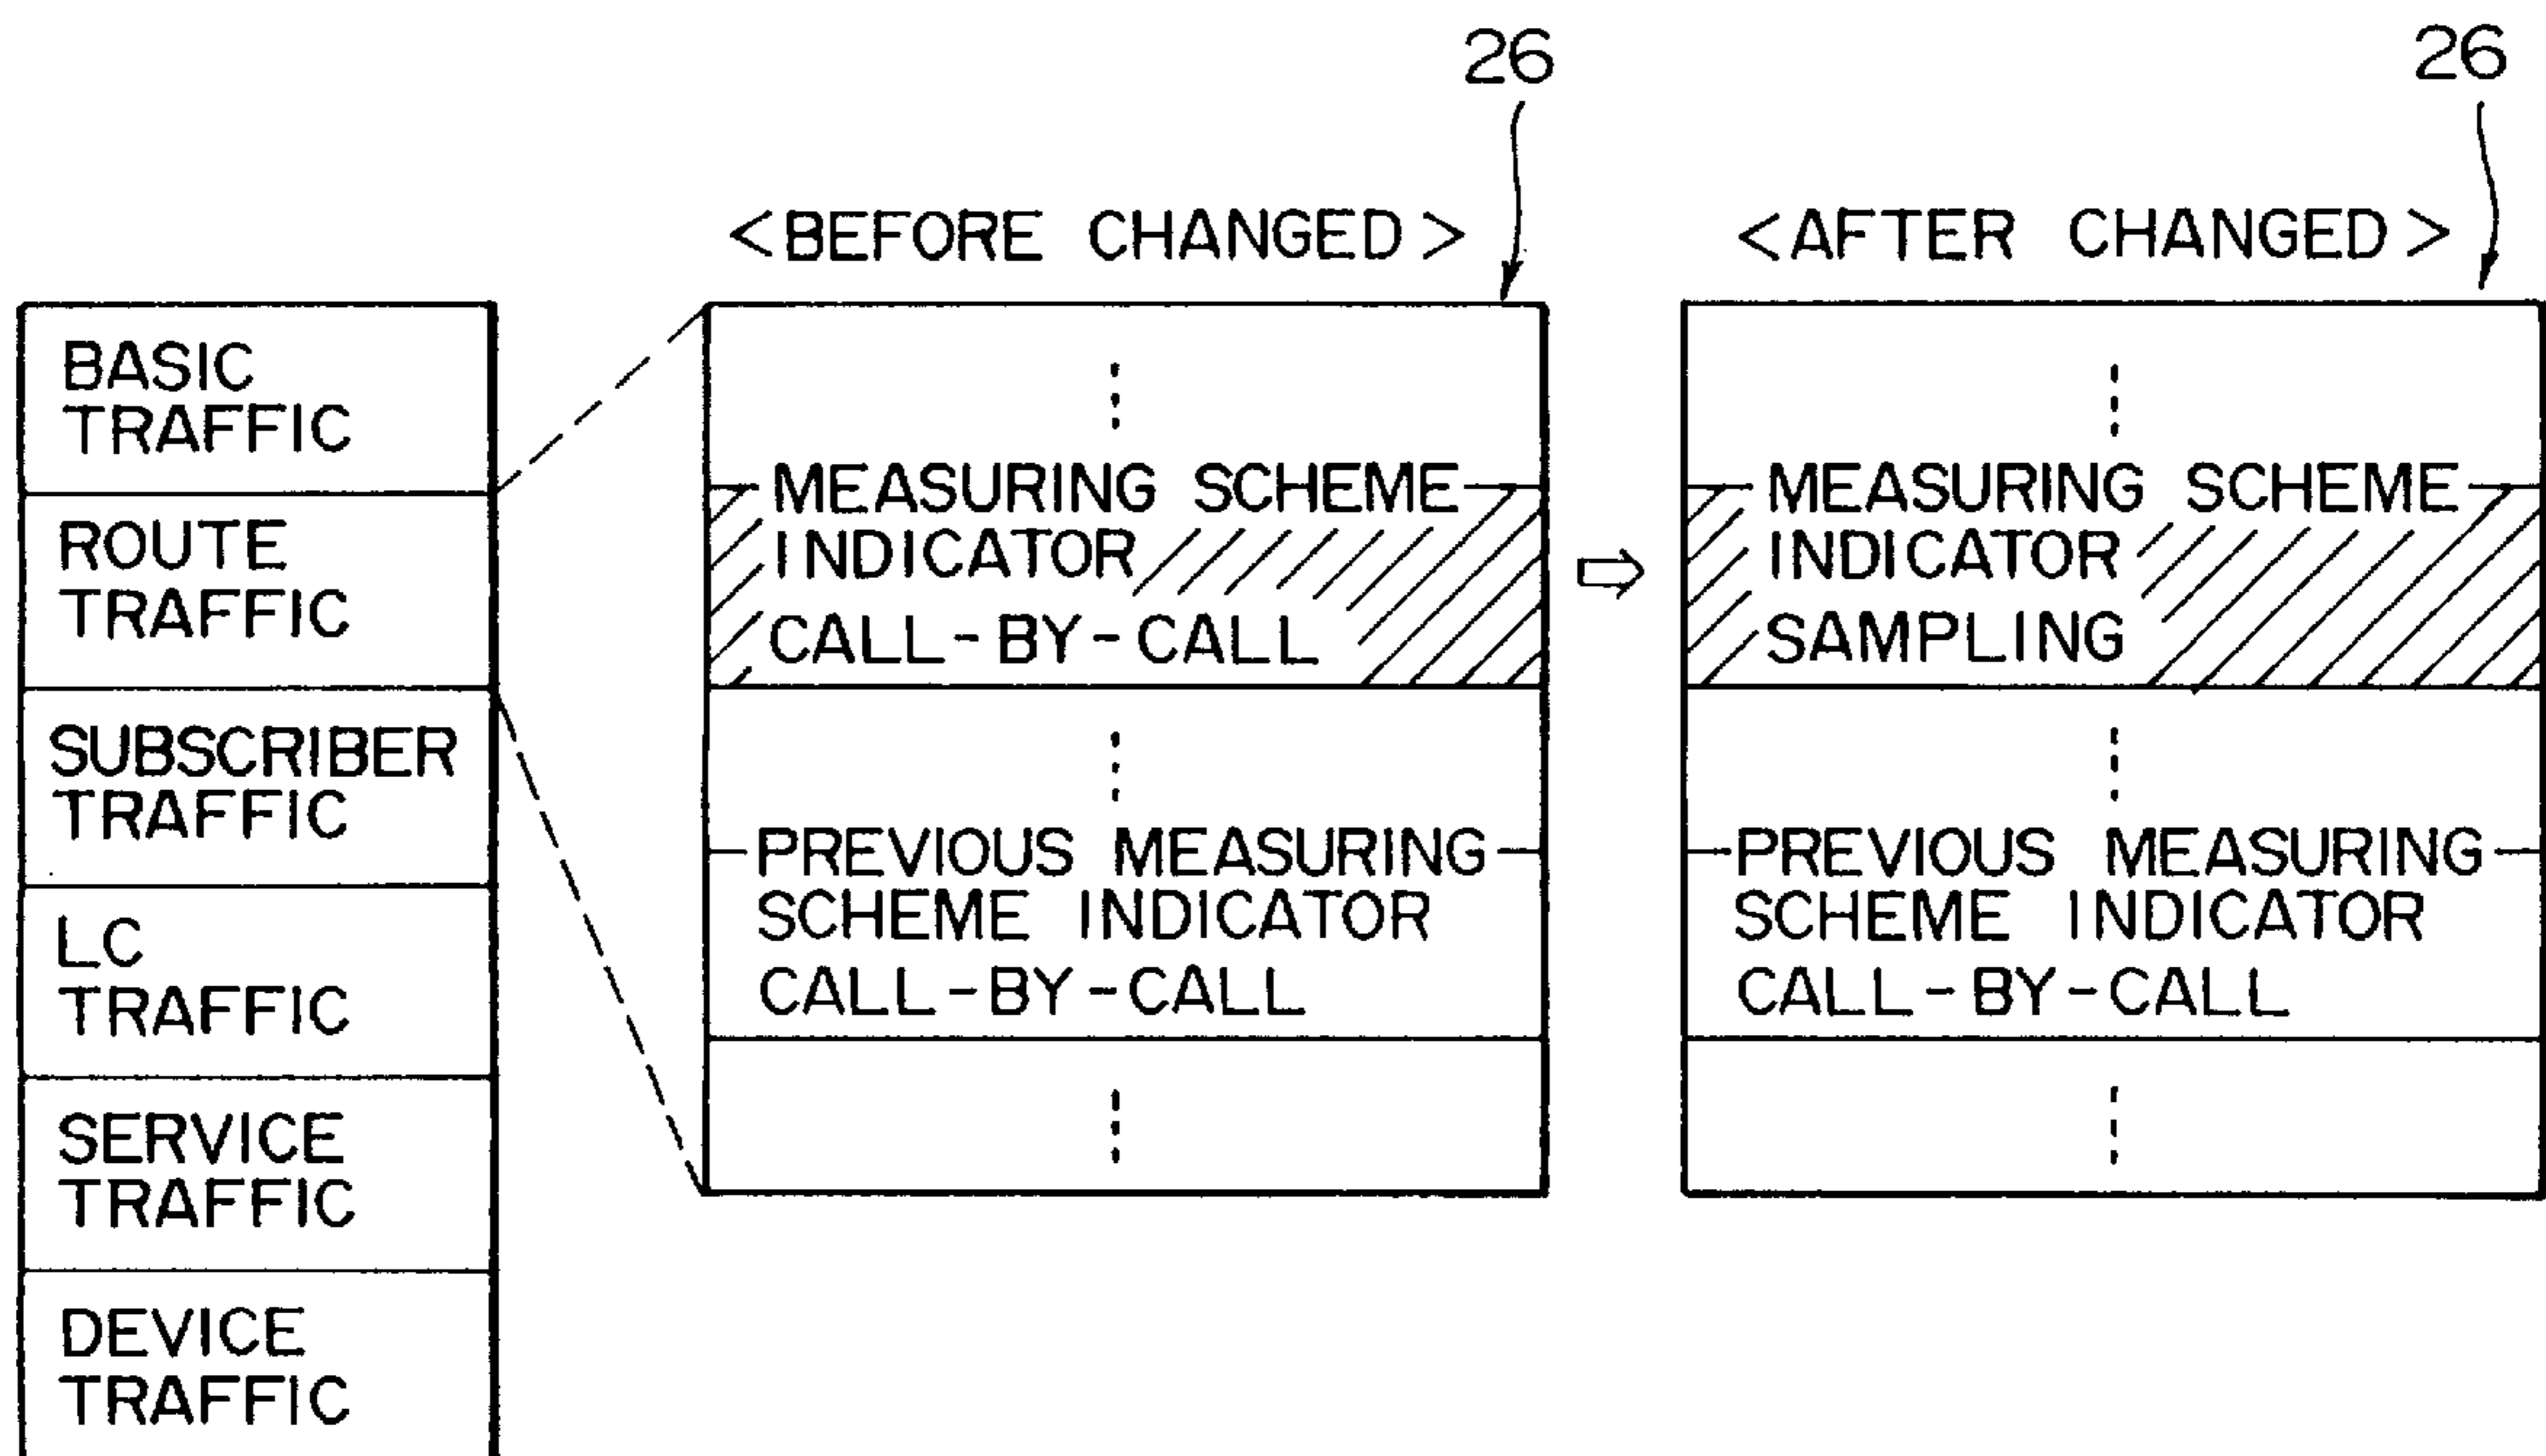 26
26
<BEFORE CHANGED>
<AFTER CHANGED>
BASIC
TRAFFIC
ROUTE
TRAFFIC
SUBSCRIBER
TRAFFIC
LC
TRAFFIC
SERVICE
TRAFFIC
DEVICE
TRAFFIC
MEASURING SCHEME
INDICATOR
CALL-BY-CALL
PREVIOUS MEASURING
SCHEME INDICATOR
CALL-BY-CALL
MEASURING SCHEME
INDICATOR
SAMPLING
PREVIOUS MEASURING
SCHEME INDICATOR
CALL-BY-CALL